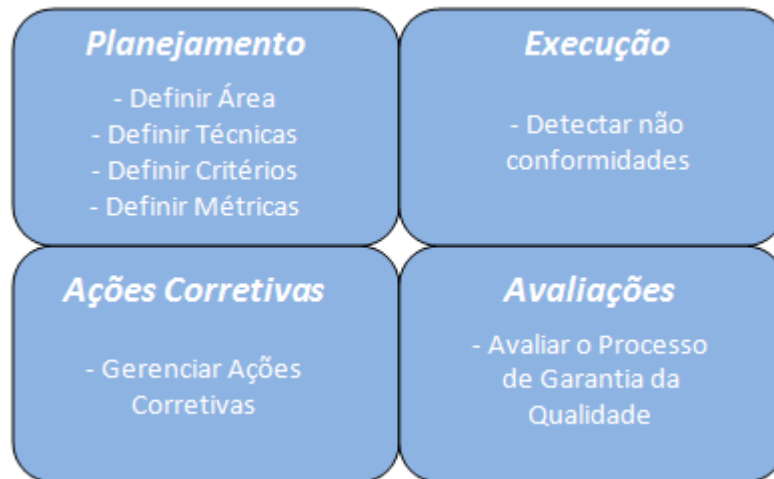 Planejamento
- Definir Área
- Definir Técnicas
- Definir Critérios
- Definir Métricas
Execução
- Detectar não
conformidades
Ações Corretivas
- Gerenciar Ações
Corretivas
Avaliações
- Avaliar o Processo
de Garantia da
Qualidade